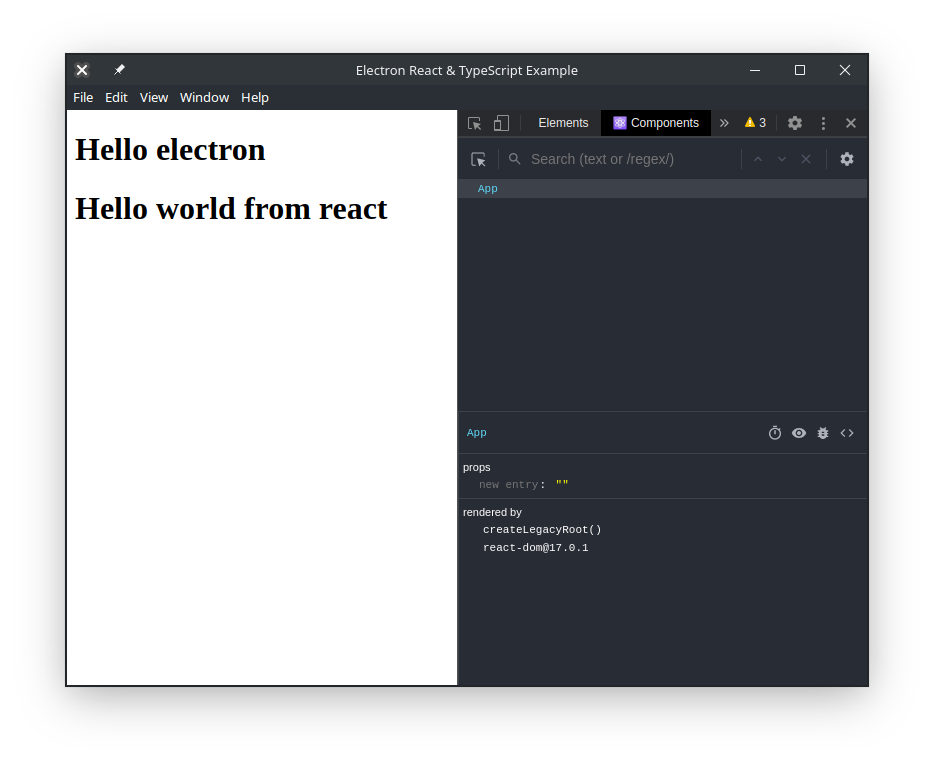 Electron React & TypeScript Example
File Edit View Window Help
Hello electron
Hello world from react
Elements Components » 3
Search (text or /regex/)
App
App
props
new entry: ""
rendered by
createLegacyRoot()
react-dom@17.0.1